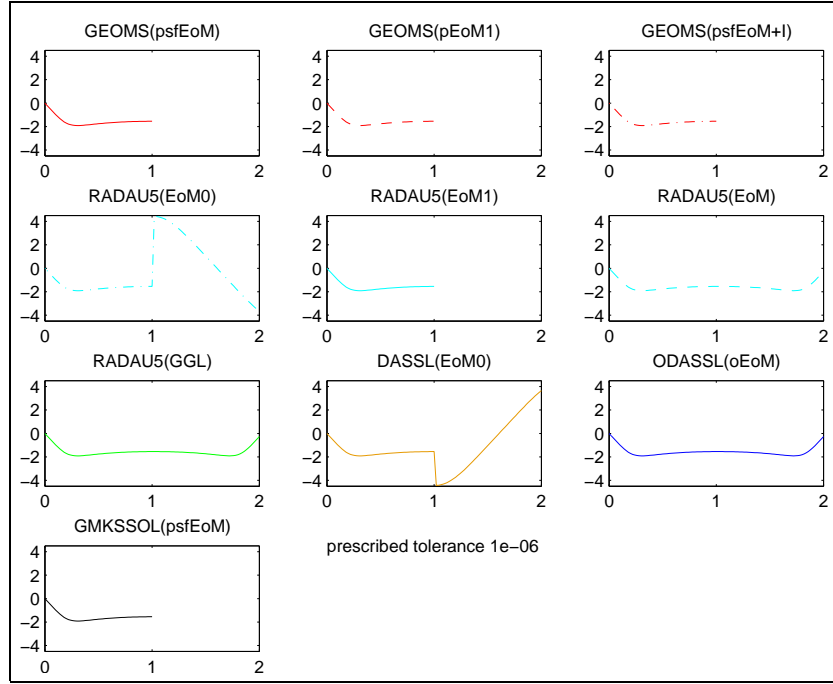 GEOMS(psfEoM) GEOMS(pEoM1) GEOMS(psfEoM+I)
4 4 4
2 2 2
0 0 0
−2 −2 −2
−4 −4 −4
0 1 2 0 1 2 0 1 2
RADAU5(EoM0) RADAU5(EoM1) RADAU5(EoM)
4 4 4
2 2 2
0 0 0
−2 −2 −2
−4 −4 −4
0 1 2 0 1 2 0 1 2
RADAU5(GGL) DASSL(EoM0) ODASSL(oEoM)
4 4 4
2 2 2
0 0 0
−2 −2 −2
−4 −4 −4
0 1 2 0 1 2 0 1 2
GMKSSOL(psfEoM)
4
2
prescribed tolerance 1e−06
0
−2
−4
0 1 2